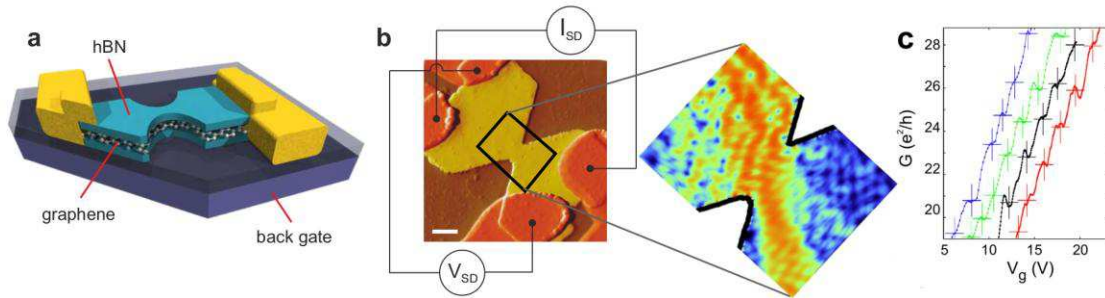 a
hBN
graphene
back gate
b
I_SD
V_SD
c
G (e²/h)
28
26
24
22
20
5 10 15 20
V_g (V)